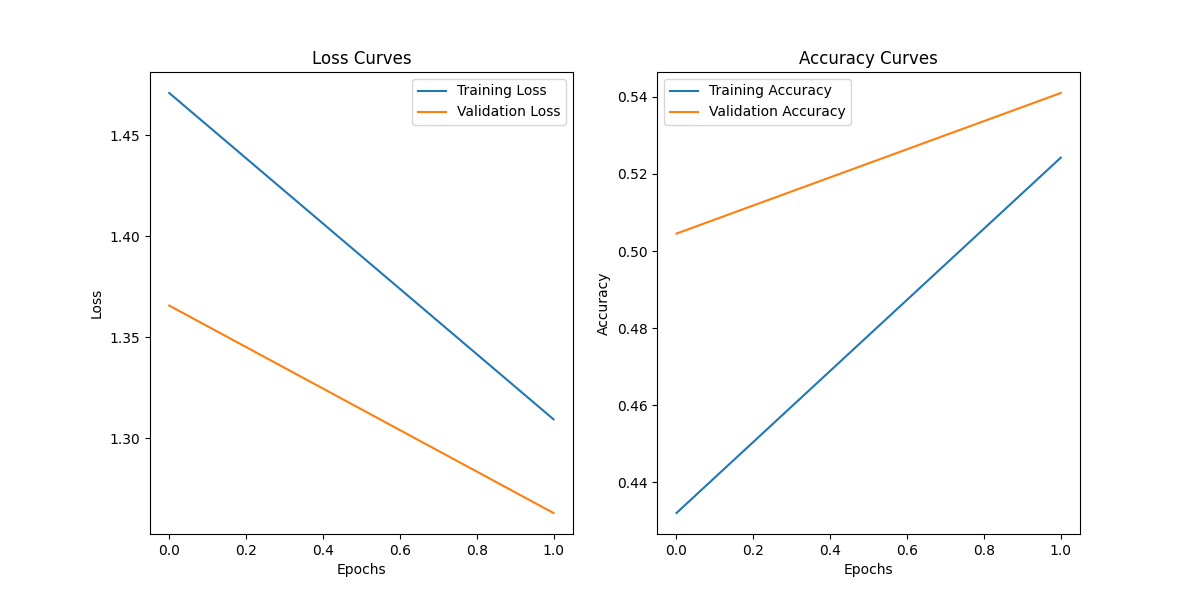 Loss Curves
Training Loss
Validation Loss
1.45
1.40
1.35
1.30
Loss
0.0 0.2 0.4 0.6 0.8 1.0
Epochs
Accuracy Curves
Training Accuracy
Validation Accuracy
0.54
0.52
0.50
0.48
0.46
0.44
Accuracy
0.0 0.2 0.4 0.6 0.8 1.0
Epochs